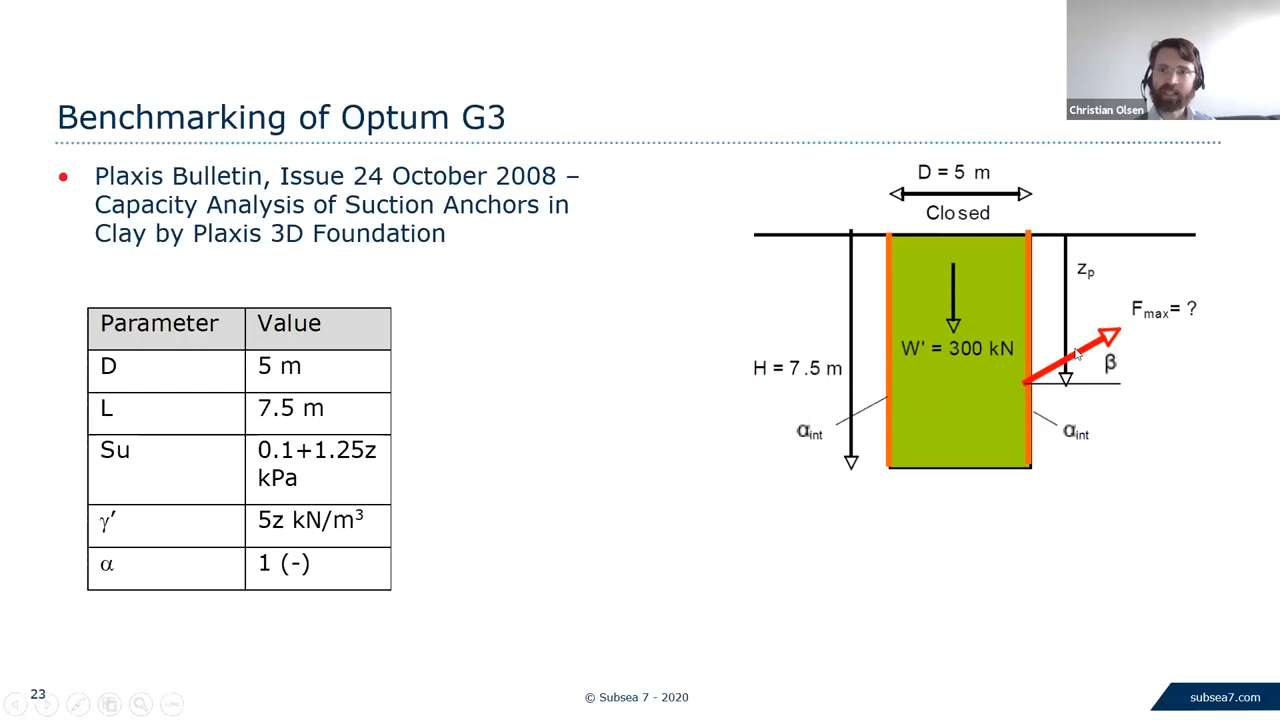 Christian Olsen
Benchmarking of Optum G3
• Plaxis Bulletin, Issue 24 October 2008 –
Capacity Analysis of Suction Anchors in
Clay by Plaxis 3D Foundation
Parameter Value
D 5 m
L 7.5 m
Su 0.1+1.25z
kPa
γ′ 5z kN/m³
α 1 (-)
D = 5 m
Closed
zp
Fmax= ?
W' = 300 kN
β
H = 7.5 m
αint
αint
23
© Subsea 7 - 2020
subsea7.com